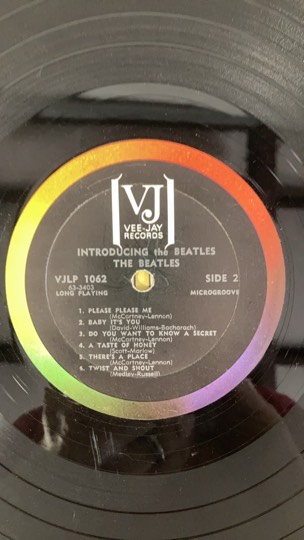 VJ
VEE-JAY
RECORDS
INTRODUCING the BEATLES
THE BEATLES
VJLP 1062 SIDE 2
63-3403
LONG PLAYING MICROGROOVE
1. PLEASE PLEASE ME
(McCartney-Lennon)
2. BABY IT'S YOU
(David-Williams-Bacharach)
3. DO YOU WANT TO KNOW A SECRET
(McCartney-Lennon)
4. A TASTE OF HONEY
(Scott-Marlow)
5. THERE'S A PLACE
(McCartney-Lennon)
6. TWIST AND SHOUT
(Medley-Russell)